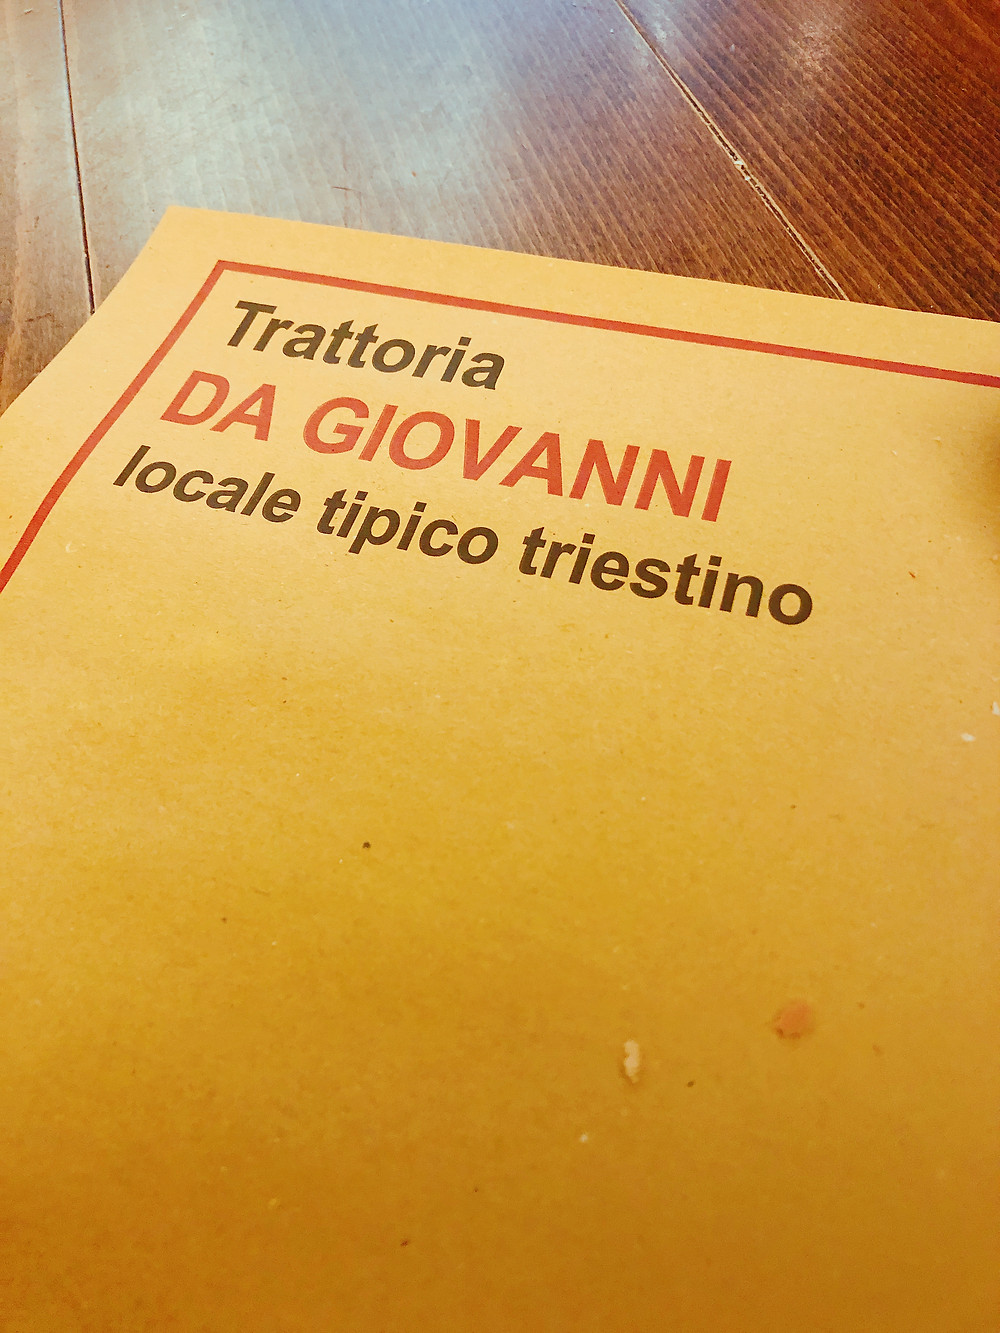 Trattoria
DA GIOVANNI
locale tipico triestino